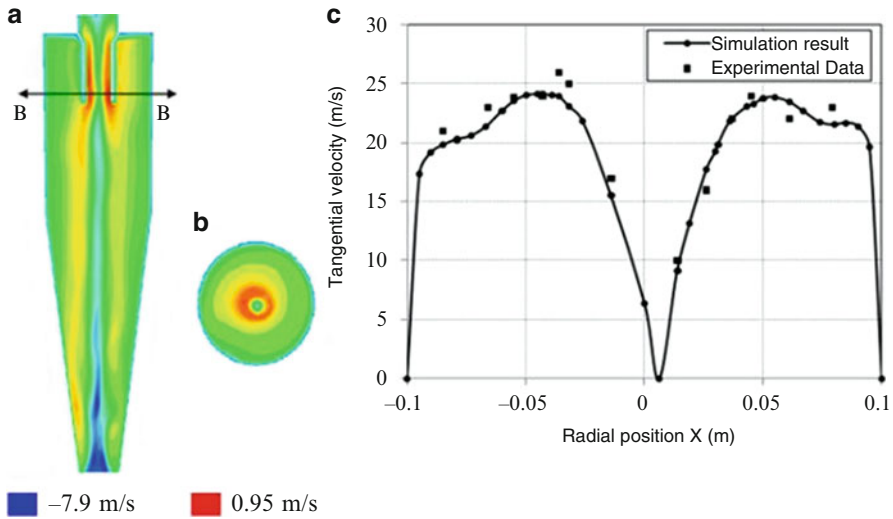 a
B B
b
–7.9 m/s
0.95 m/s
c
Tangential velocity (m/s)
30
25
20
15
10
5
0
–0.1 –0.05 0 0.05 0.1
Radial position X (m)
Simulation result
Experimental Data